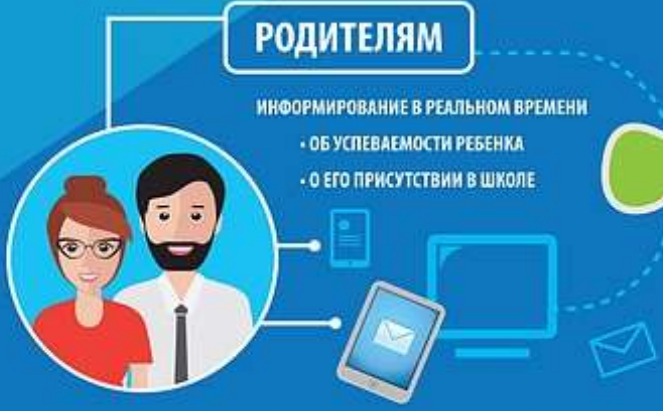 РОДИТЕЛЯМ
ИНФОРМИРОВАНИЕ В РЕАЛЬНОМ ВРЕМЕНИ
• ОБ УСПЕВАЕМОСТИ РЕБЕНКА
• О ЕГО ПРИСУТСТВИИ В ШКОЛЕ